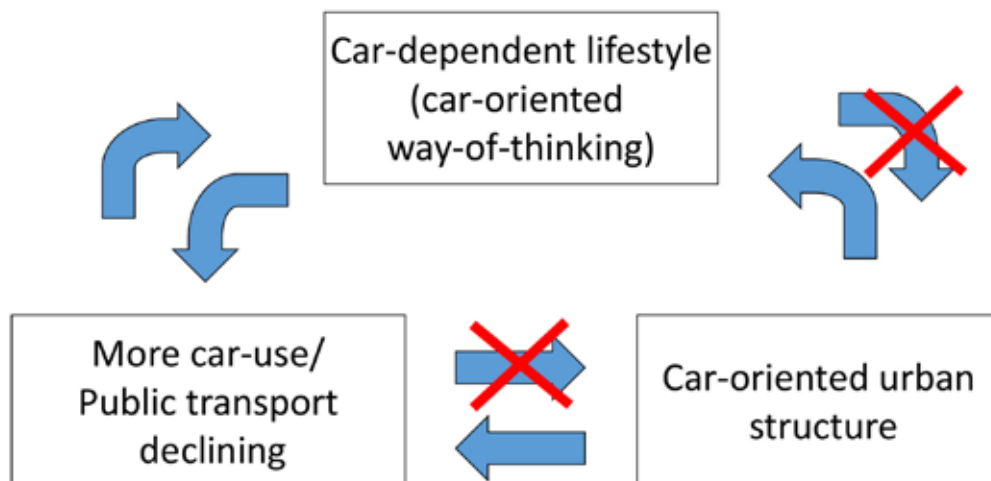 Car-dependent lifestyle
(car-oriented
way-of-thinking)
More car-use/
Public transport
declining
Car-oriented urban
structure